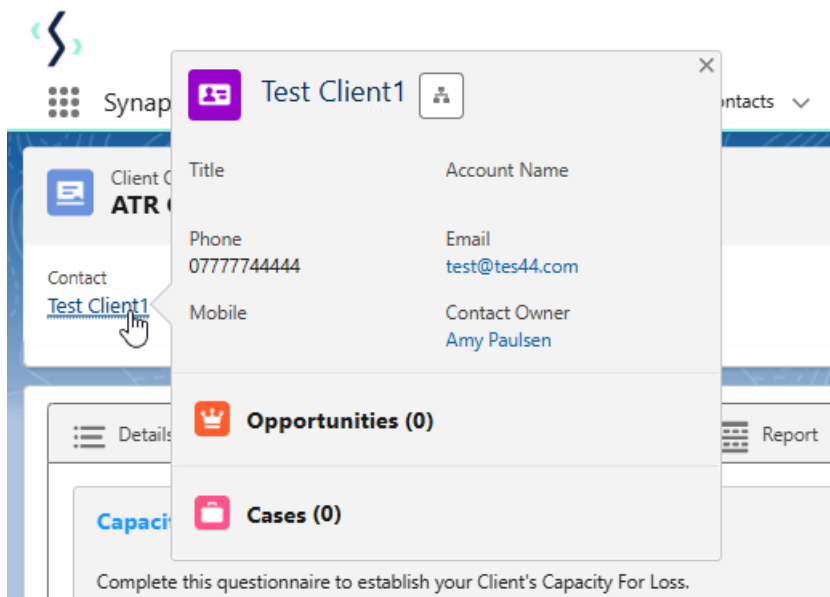 Synap
ntacts
Client C
ATR
Contact
Test Client1
Test Client1
Title
Account Name
Phone
07777744444
Email
test@tes44.com
Mobile
Contact Owner
Amy Paulsen
Opportunities (0)
Cases (0)
Details
Report
Capaci
Complete this questionnaire to establish your Client's Capacity For Loss.